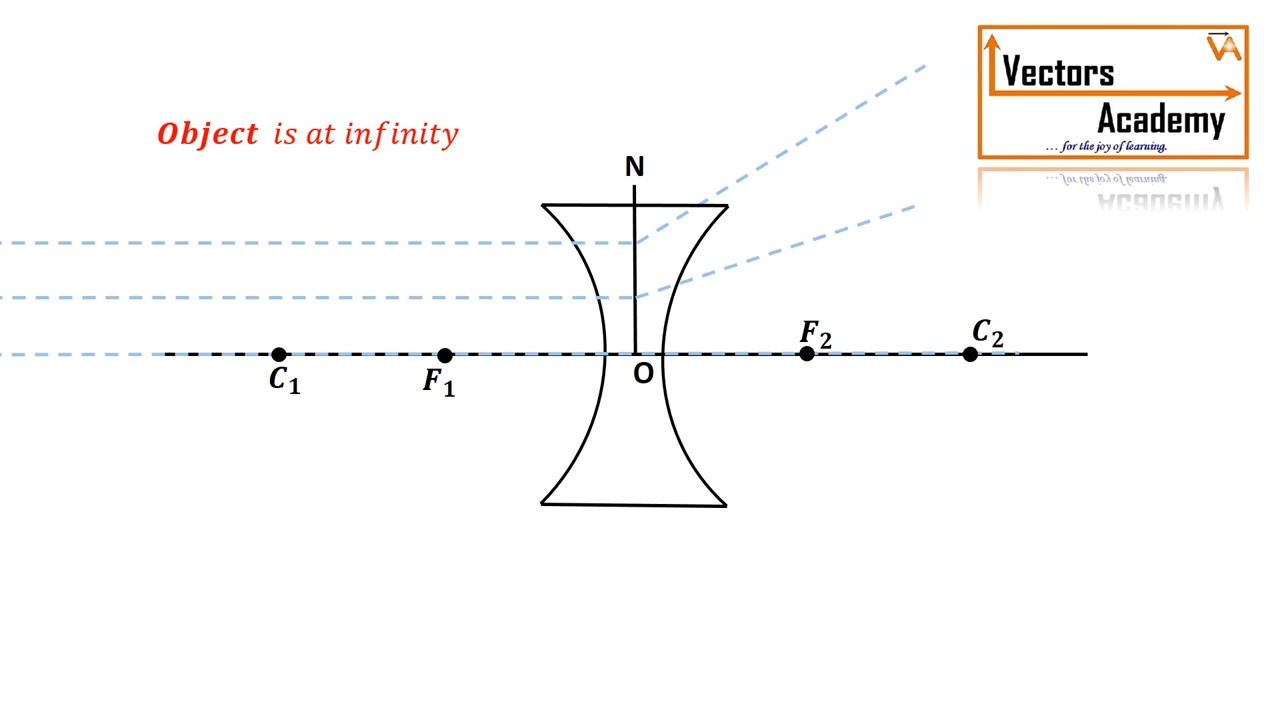 Vectors
Academy
... for the joy of learning.
Object is at infinity
N
F₂
C₂
C₁
F₁
O